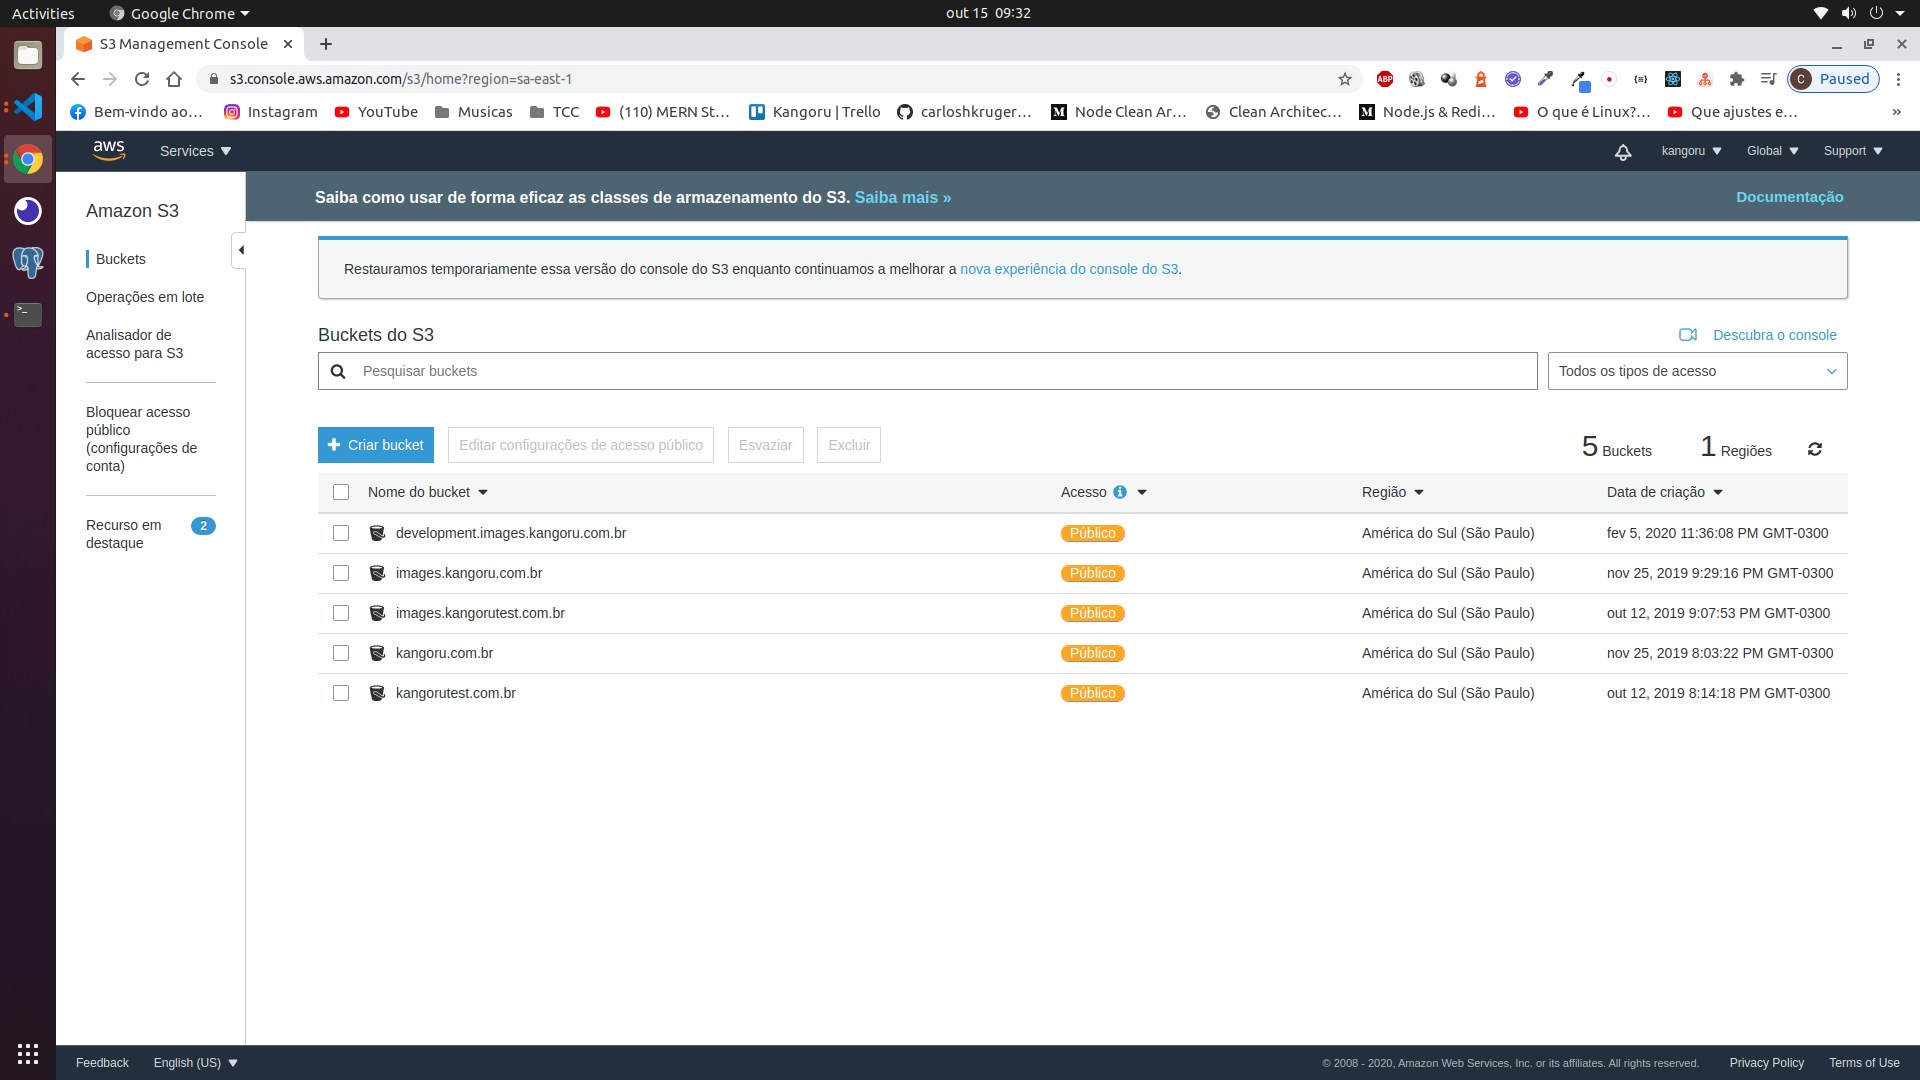 Activities
Google Chrome
out 15 09:32
S3 Management Console
s3.console.aws.amazon.com/s3/home?region=sa-east-1
ABP
C Paused
Bem-vindo ao…
Instagram
YouTube
Musicas
TCC
(110) MERN St…
Kangoru | Trello
carloshkruger…
Node Clean Ar…
Clean Architec…
Node.js & Redi…
O que é Linux?…
Que ajustes e…
»
aws
Services
kangoru
Global
Support
Amazon S3
Buckets
Operações em lote
Analisador de
acesso para S3
Bloquear acesso
público
(configurações de
conta)
Recurso em
destaque
2
Saiba como usar de forma eficaz as classes de armazenamento do S3. Saiba mais »
Documentação
Restauramos temporariamente essa versão do console do S3 enquanto continuamos a melhorar a nova experiência do console do S3.
Buckets do S3
Descubra o console
Pesquisar buckets
Todos os tipos de acesso
Criar bucket
Editar configurações de acesso público
Esvaziar
Excluir
5 Buckets
1 Regiões
Nome do bucket Acesso Região Data de criação
development.images.kangoru.com.br Público América do Sul (São Paulo) fev 5, 2020 11:36:08 PM GMT-0300
images.kangoru.com.br Público América do Sul (São Paulo) nov 25, 2019 9:29:16 PM GMT-0300
images.kangorutest.com.br Público América do Sul (São Paulo) out 12, 2019 9:07:53 PM GMT-0300
kangoru.com.br Público América do Sul (São Paulo) nov 25, 2019 8:03:22 PM GMT-0300
kangorutest.com.br Público América do Sul (São Paulo) out 12, 2019 8:14:18 PM GMT-0300
Feedback
English (US)
© 2008 - 2020, Amazon Web Services, Inc. or its affiliates. All rights reserved.
Privacy Policy
Terms of Use